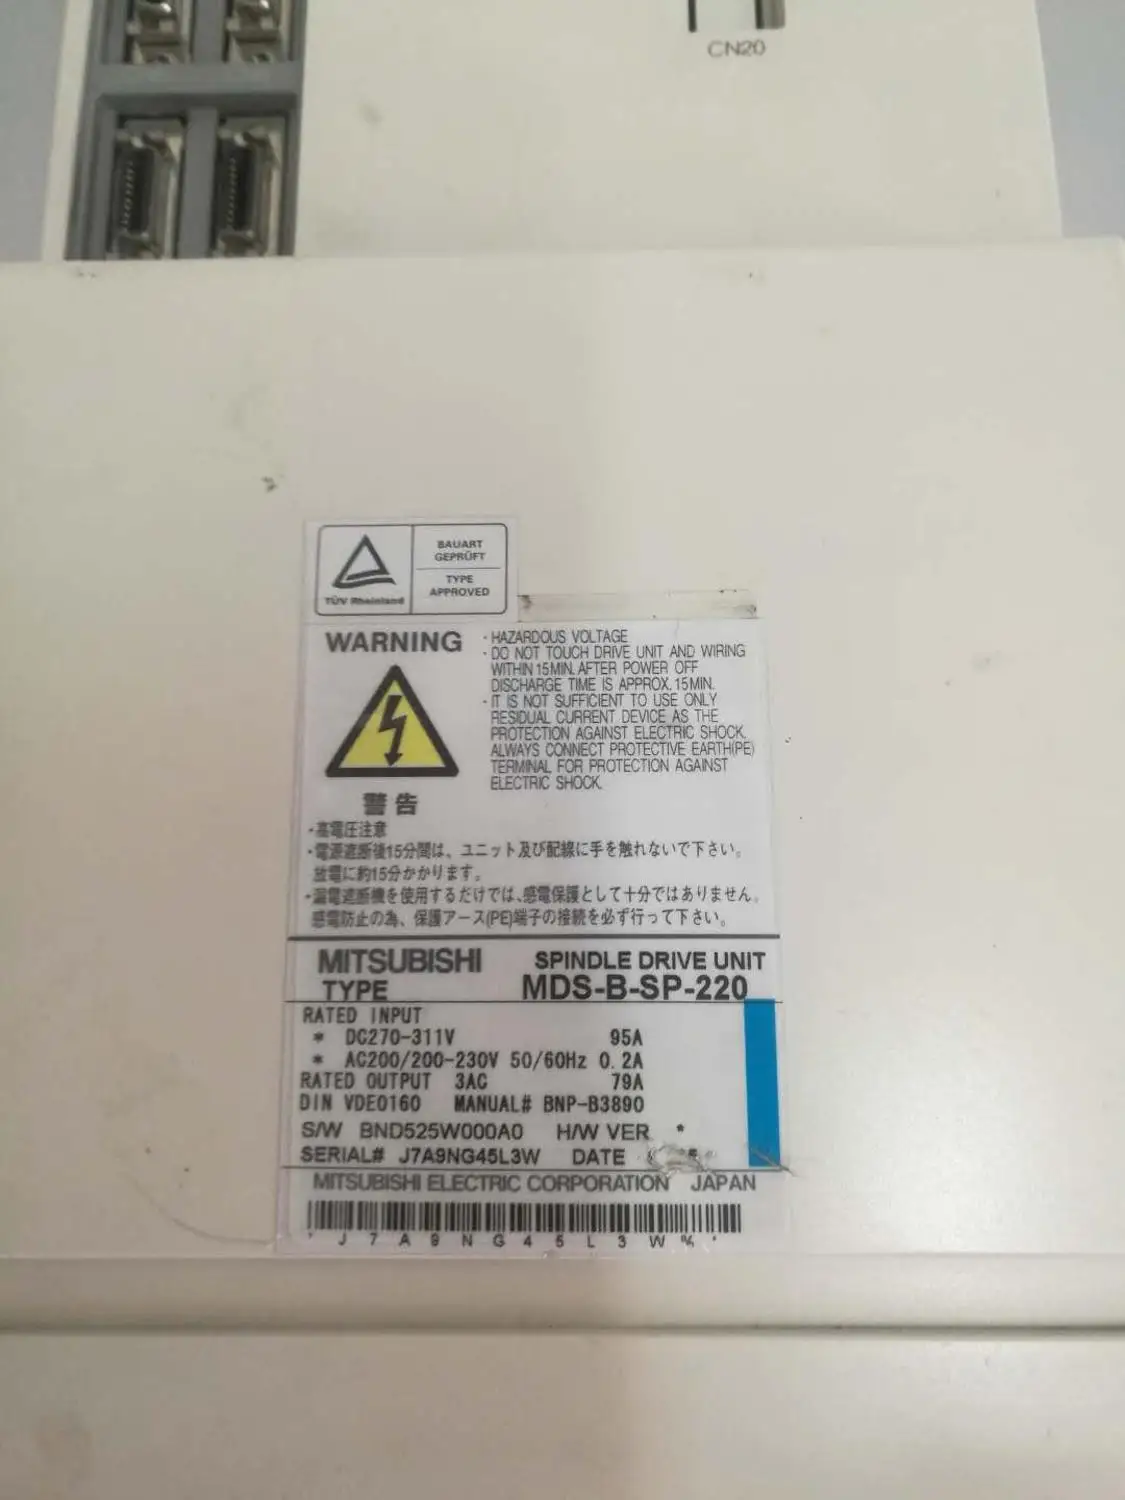 CN20
BAUART
GEPRÜFT
TYPE
APPROVED
TÜV Rheinland
WARNING
・HAZARDOUS VOLTAGE
・DO NOT TOUCH DRIVE UNIT AND WIRING
WITHIN 15MIN. AFTER POWER OFF
DISCHARGE TIME IS APPROX. 15MIN.
・IT IS NOT SUFFICIENT TO USE ONLY
RESIDUAL CURRENT DEVICE AS THE
PROTECTION AGAINST ELECTRIC SHOCK.
ALWAYS CONNECT PROTECTIVE EARTH(PE)
TERMINAL FOR PROTECTION AGAINST
ELECTRIC SHOCK.
警告
・高電圧注意
・電源遮断後15分間は、ユニット及び配線に手を触れないで下さい。
放電に約15分かかります。
・漏電遮断機を使用するだけでは、感電保護として十分ではありません。
感電防止の為、保護アース(PE)端子の接続を必ず行って下さい。
MITSUBISHI SPINDLE DRIVE UNIT
TYPE MDS-B-SP-220
RATED INPUT
* DC270-311V 95A
* AC200/200-230V 50/60Hz 0.2A
RATED OUTPUT 3AC 79A
DIN VDE0160 MANUAL# BNP-B3890
S/W BND525W000A0 H/W VER *
SERIAL# J7A9NG45L3W DATE
MITSUBISHI ELECTRIC CORPORATION JAPAN
* J 7 A 9 N G 4 5 L 3 W % *